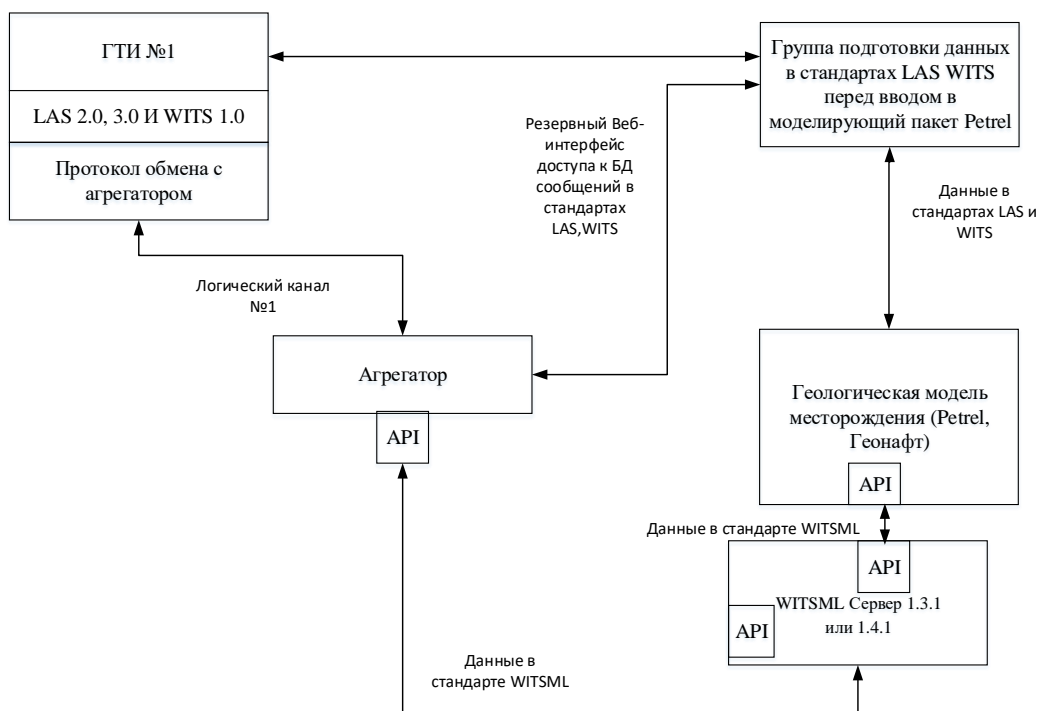 ГТИ №1
LAS 2.0, 3.0 И WITS 1.0
Протокол обмена с
агрегатором
Группа подготовки данных
в стандартах LAS WITS
перед вводом в
моделирующий пакет Petrel
Резервный Веб-
интерфейс
доступа к БД
сообщений в
стандартах
LAS,WITS
Данные в
стандартах LAS и
WITS
Логический канал
№1
Агрегатор
API
Геологическая модель
месторождения (Petrel,
Геонафт)
API
Данные в стандарте WITSML
API
WITSML Сервер 1.3.1
или 1.4.1
API
Данные в
стандарте WITSML